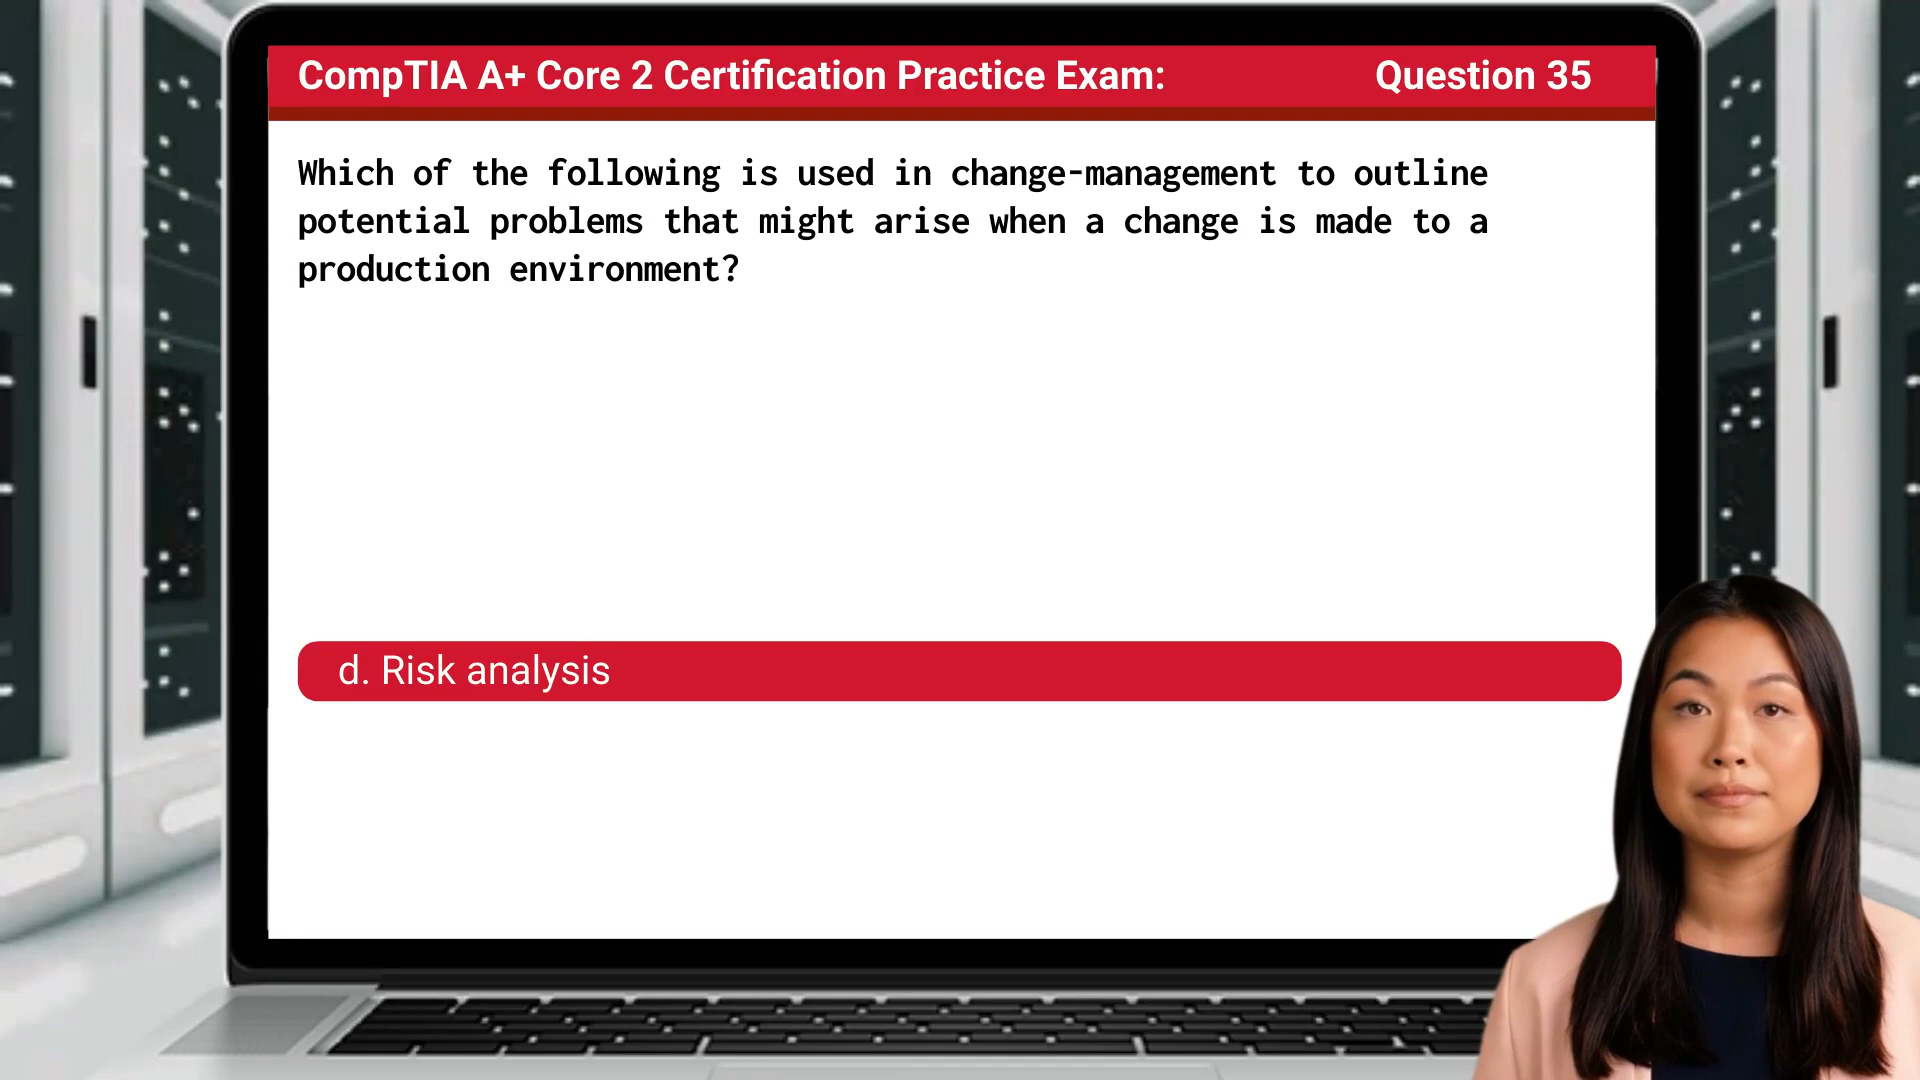 CompTIA A+ Core 2 Certification Practice Exam: Question 35
Which of the following is used in change-management to outline
potential problems that might arise when a change is made to a
production environment?
d. Risk analysis